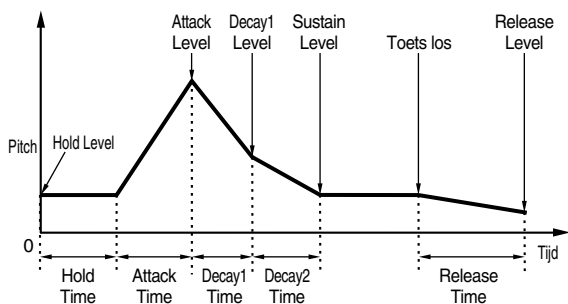 Attack Level
Decay1 Level
Sustain Level
Toets los
Release Level
Pitch
Hold Level
0
Tijd
Hold Time
Attack Time
Decay1 Time
Decay2 Time
Release Time